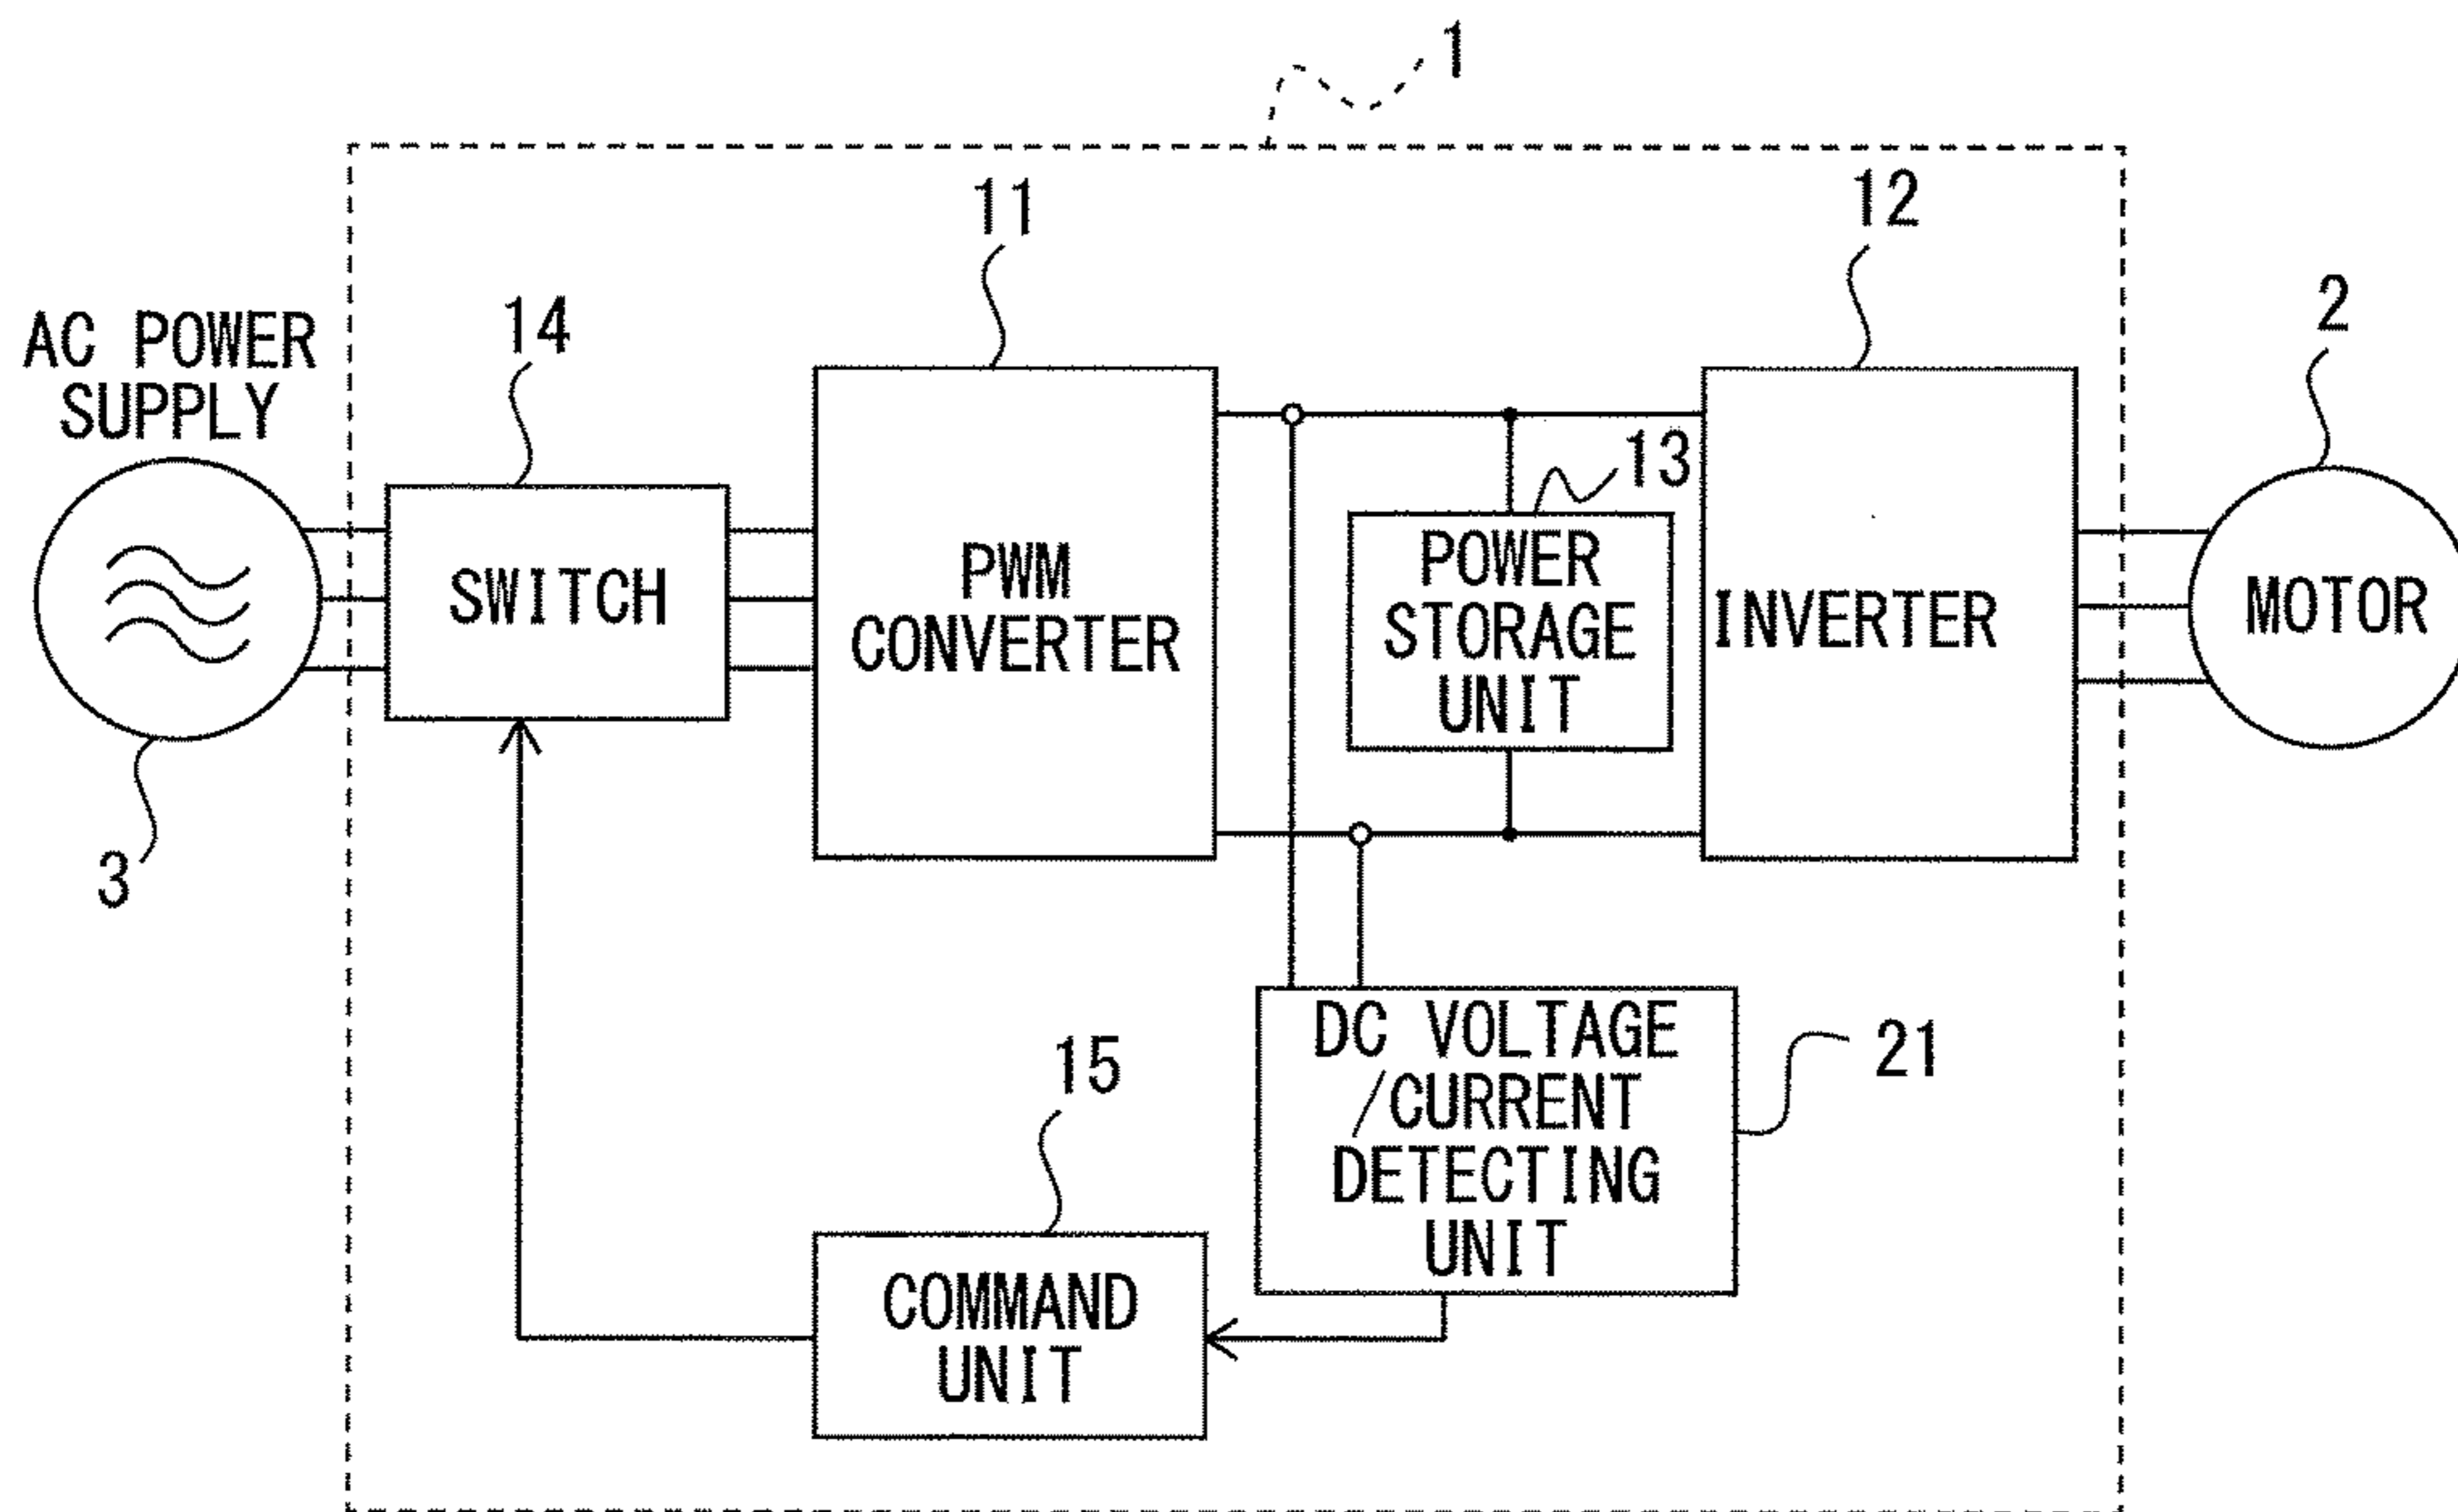 1
11
12
2
14
AC POWER
SUPPLY
13
SWITCH
PWM
CONVERTER
POWER
STORAGE
UNIT
INVERTER
MOTOR
3
DC VOLTAGE
/CURRENT
DETECTING
UNIT
21
15
COMMAND
UNIT